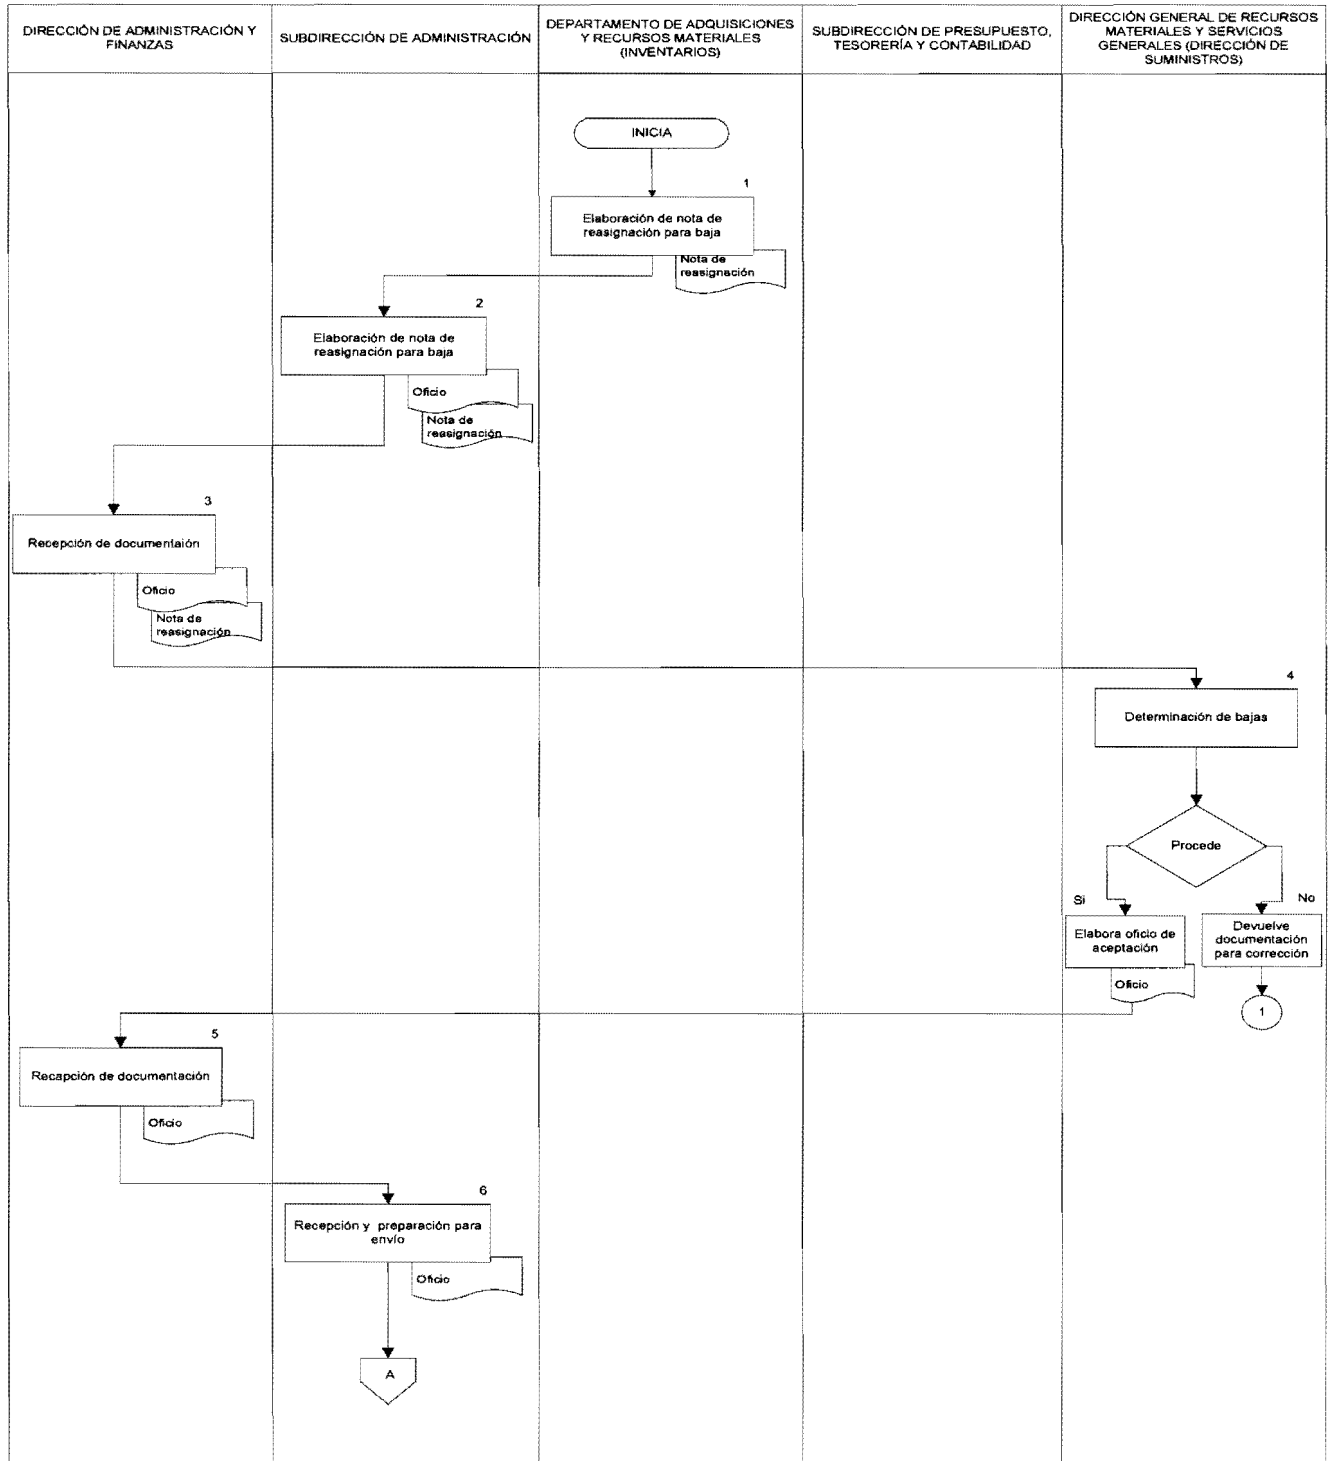 DIRECCIÓN DE ADMINISTRACIÓN Y
FINANZAS
SUBDIRECCIÓN DE ADMINISTRACIÓN
DEPARTAMENTO DE ADQUISICIONES
Y RECURSOS MATERIALES
(INVENTARIOS)
SUBDIRECCIÓN DE PRESUPUESTO,
TESORERÍA Y CONTABILIDAD
DIRECCIÓN GENERAL DE RECURSOS
MATERIALES Y SERVICIOS
GENERALES (DIRECCIÓN DE
SUMINISTROS)
INICIA
1
Elaboración de nota de
reasignación para baja
Nota de
reasignación
2
Elaboración de nota de
reasignación para baja
Oficio
Nota de
reasignación
3
Recepción de documentaión
Oficio
Nota de
reasignación
4
Determinación de bajas
Procede
Si
No
Elabora oficio de
aceptación
Oficio
Devuelve
documentación
para corrección
1
5
Recapción de documentación
Oficio
6
Recepción y preparación para
envío
Oficio
A